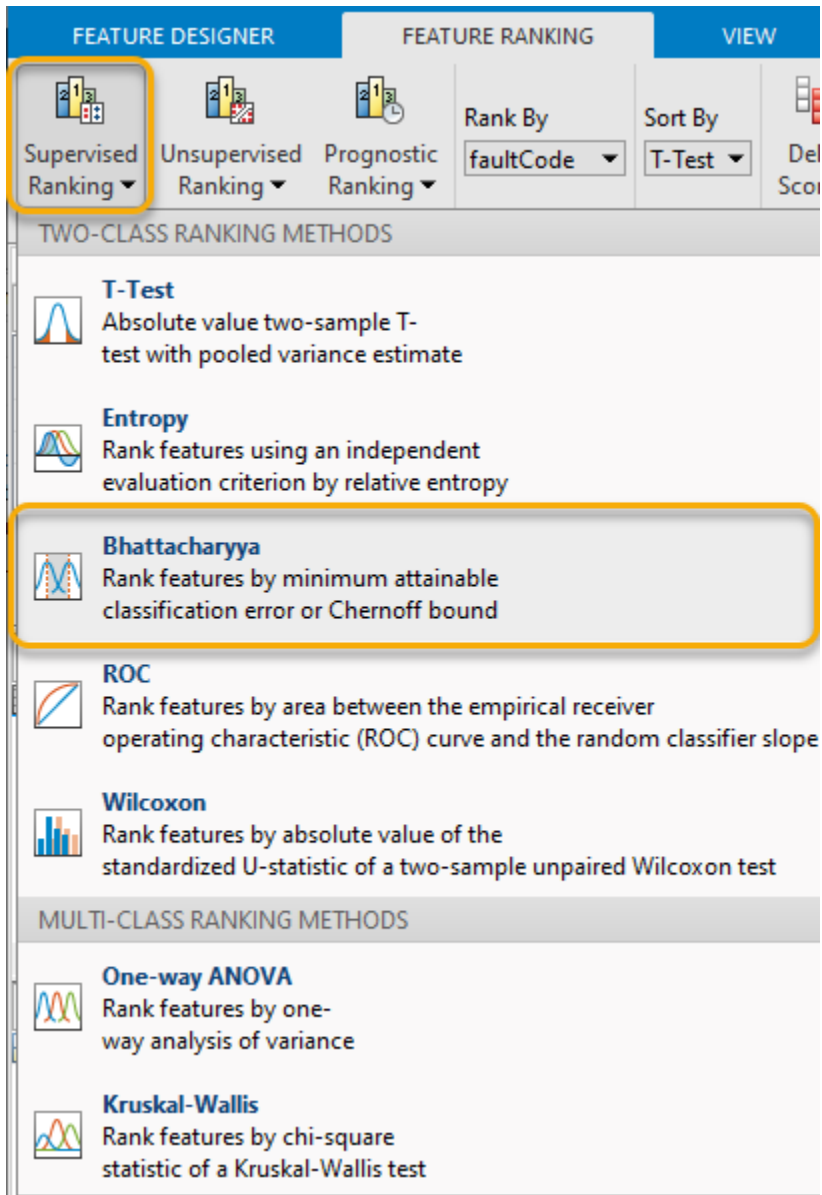 FEATURE DESIGNER
FEATURE RANKING
VIEW
Supervised
Ranking
Unsupervised
Ranking
Prognostic
Ranking
Rank By
faultCode
Sort By
T-Test
TWO-CLASS RANKING METHODS
T-Test
Absolute value two-sample T-
test with pooled variance estimate
Entropy
Rank features using an independent
evaluation criterion by relative entropy
Bhattacharyya
Rank features by minimum attainable
classification error or Chernoff bound
ROC
Rank features by area between the empirical receiver
operating characteristic (ROC) curve and the random classifier slope
Wilcoxon
Rank features by absolute value of the
standardized U-statistic of a two-sample unpaired Wilcoxon test
MULTI-CLASS RANKING METHODS
One-way ANOVA
Rank features by one-
way analysis of variance
Kruskal-Wallis
Rank features by chi-square
statistic of a Kruskal-Wallis test